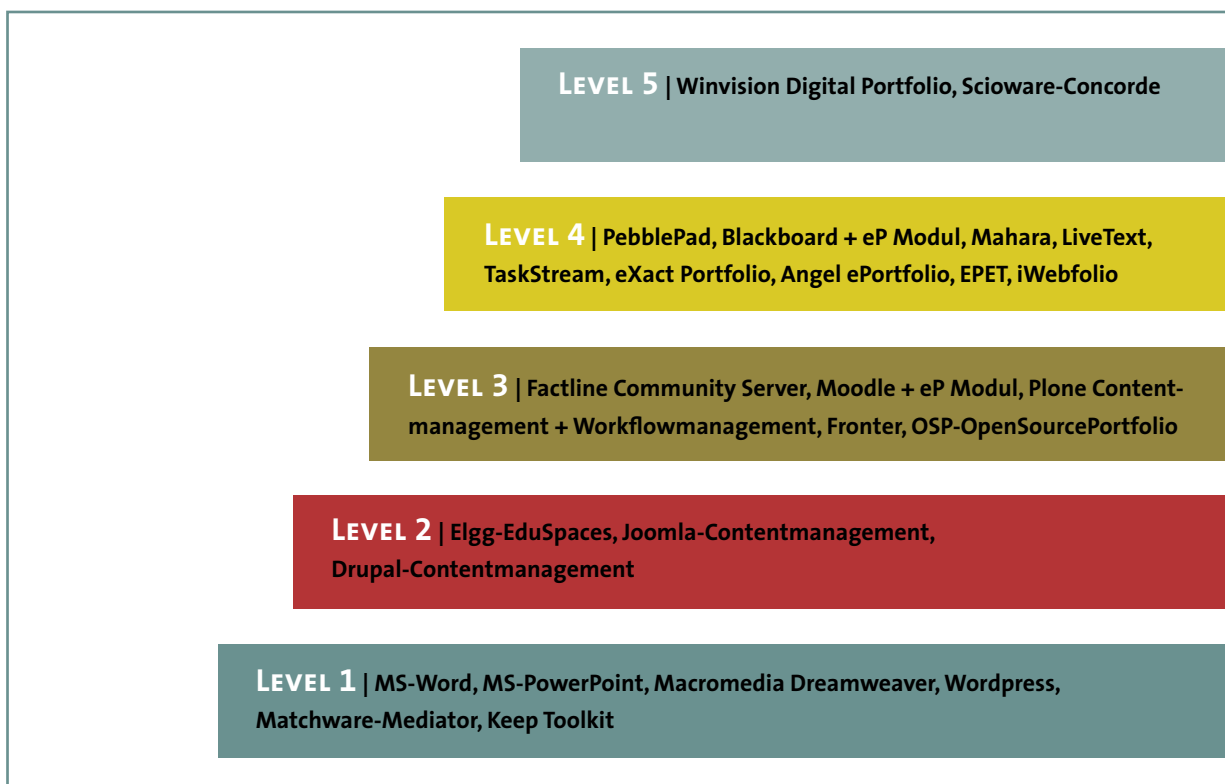 LEVEL 5 | Winvision Digital Portfolio, Scioware-Concorde
LEVEL 4 | PebblePad, Blackboard + eP Modul, Mahara, LiveText,
TaskStream, eXact Portfolio, Angel ePortfolio, EPET, iWebfolio
LEVEL 3 | Factline Community Server, Moodle + eP Modul, Plone Content-
management + Workflowmanagement, Fronter, OSP-OpenSourcePortfolio
LEVEL 2 | Elgg-EduSpaces, Joomla-Contentmanagement,
Drupal-Contentmanagement
LEVEL 1 | MS-Word, MS-PowerPoint, Macromedia Dreamweaver, Wordpress,
Matchware-Mediator, Keep Toolkit